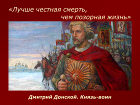 «Лучше честная смерть,
чем позорная жизнь»
Дмитрий Донской. Князь-воин